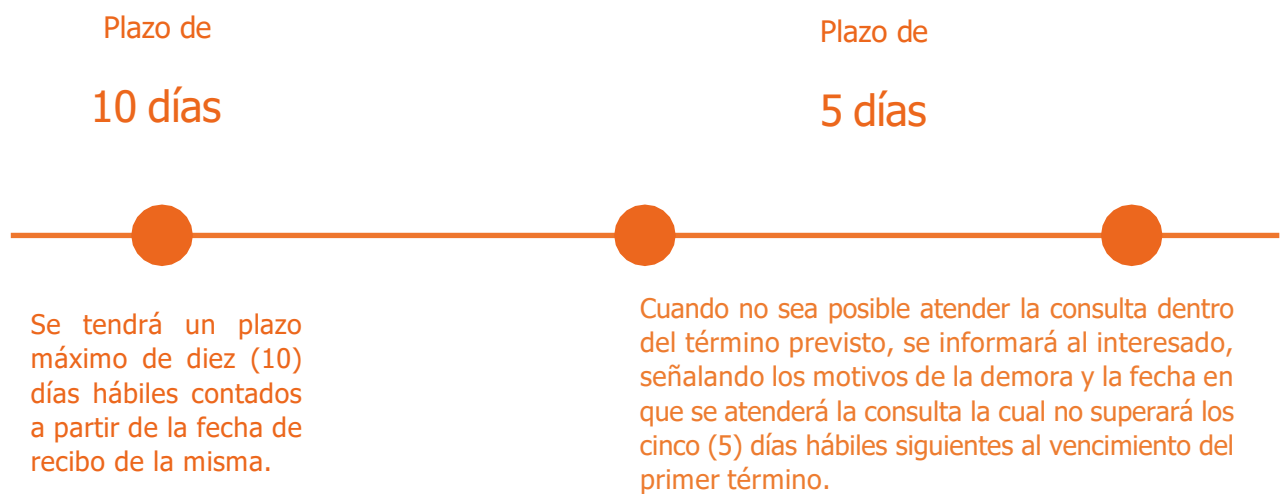 Plazo de
10 días
Se tendrá un plazo
máximo de diez (10)
días hábiles contados
a partir de la fecha de
recibo de la misma.
Plazo de
5 días
Cuando no sea posible atender la consulta dentro
del término previsto, se informará al interesado,
señalando los motivos de la demora y la fecha en
que se atenderá la consulta la cual no superará los
cinco (5) días hábiles siguientes al vencimiento del
primer término.